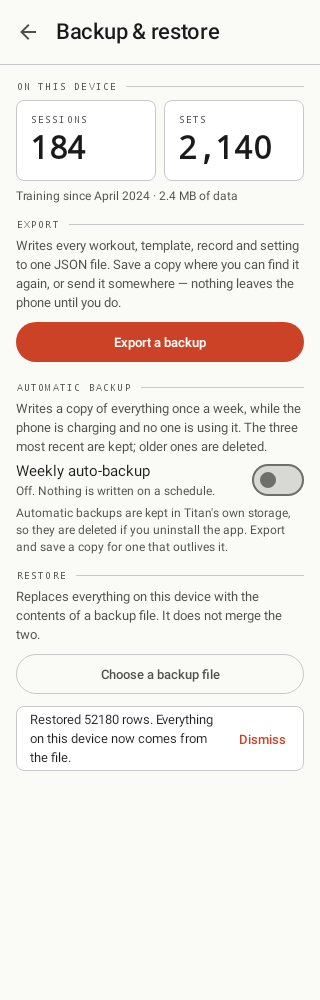 Backup & restore
ON THIS DEVICE
SESSIONS
184
SETS
2,140
Training since April 2024 · 2.4 MB of data
EXPORT
Writes every workout, template, record and setting
to one JSON file. Save a copy where you can find it
again, or send it somewhere — nothing leaves the
phone until you do.
Export a backup
AUTOMATIC BACKUP
Writes a copy of everything once a week, while the
phone is charging and no one is using it. The three
most recent are kept; older ones are deleted.
Weekly auto-backup
Off. Nothing is written on a schedule.
Automatic backups are kept in Titan's own storage,
so they are deleted if you uninstall the app. Export
and save a copy for one that outlives it.
RESTORE
Replaces everything on this device with the
contents of a backup file. It does not merge the
two.
Choose a backup file
Restored 52180 rows. Everything
on this device now comes from
the file.
Dismiss